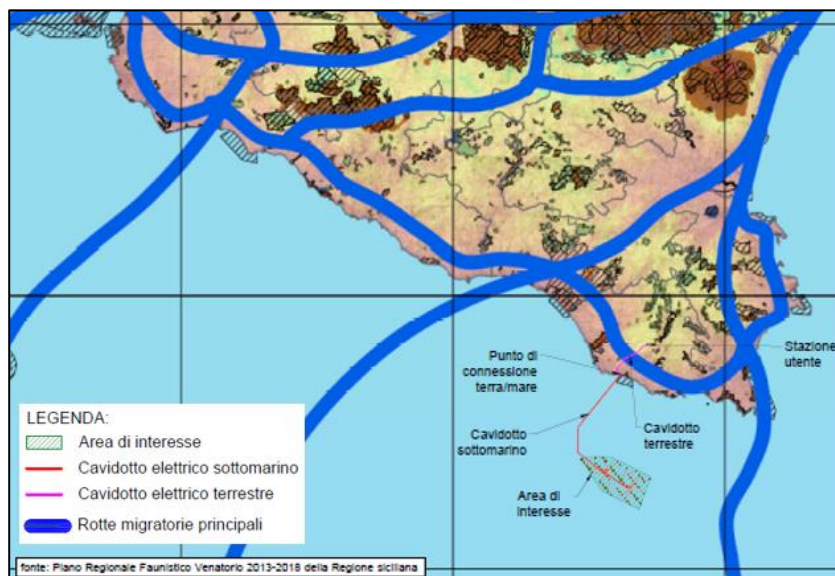 Punto di
connessione
terra/mare
Stazione
utente
Cavidotto
sottomarino
Cavidotto
terrestre
Area di
interesse
LEGENDA:
Area di interesse
Cavidotto elettrico sottomarino
Cavidotto elettrico terrestre
Rotte migratorie principali
fonte: Piano Regionale Faunistico Venatorio 2013-2018 della Regione siciliana